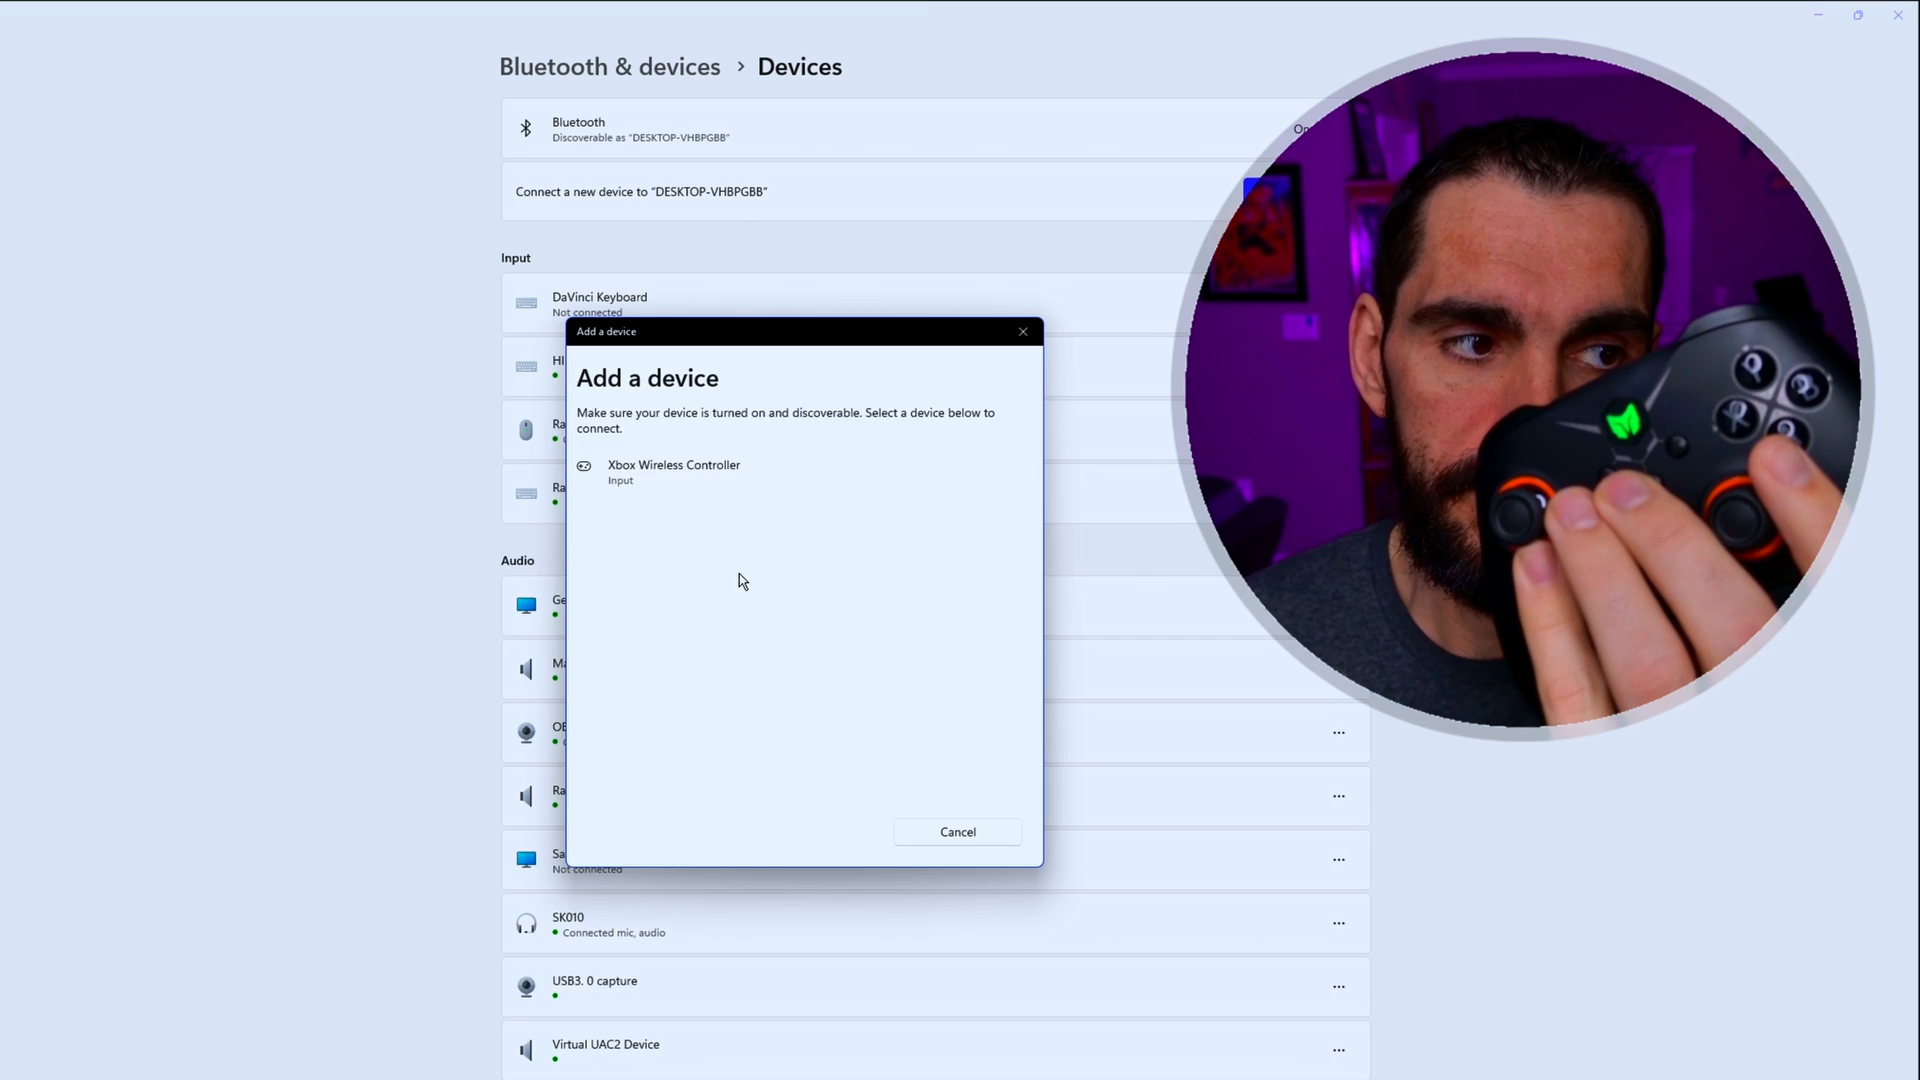 Bluetooth & devices > Devices
Bluetooth
Discoverable as "DESKTOP-VHBPGBB"
Connect a new device to "DESKTOP-VHBPGBB"
Input
DaVinci Keyboard
Not connected
Add a device
Add a device
Make sure your device is turned on and discoverable. Select a device below to
connect.
Xbox Wireless Controller
Input
Cancel
Audio
Not connected
SK010
Connected mic, audio
USB3. 0 capture
Virtual UAC2 Device